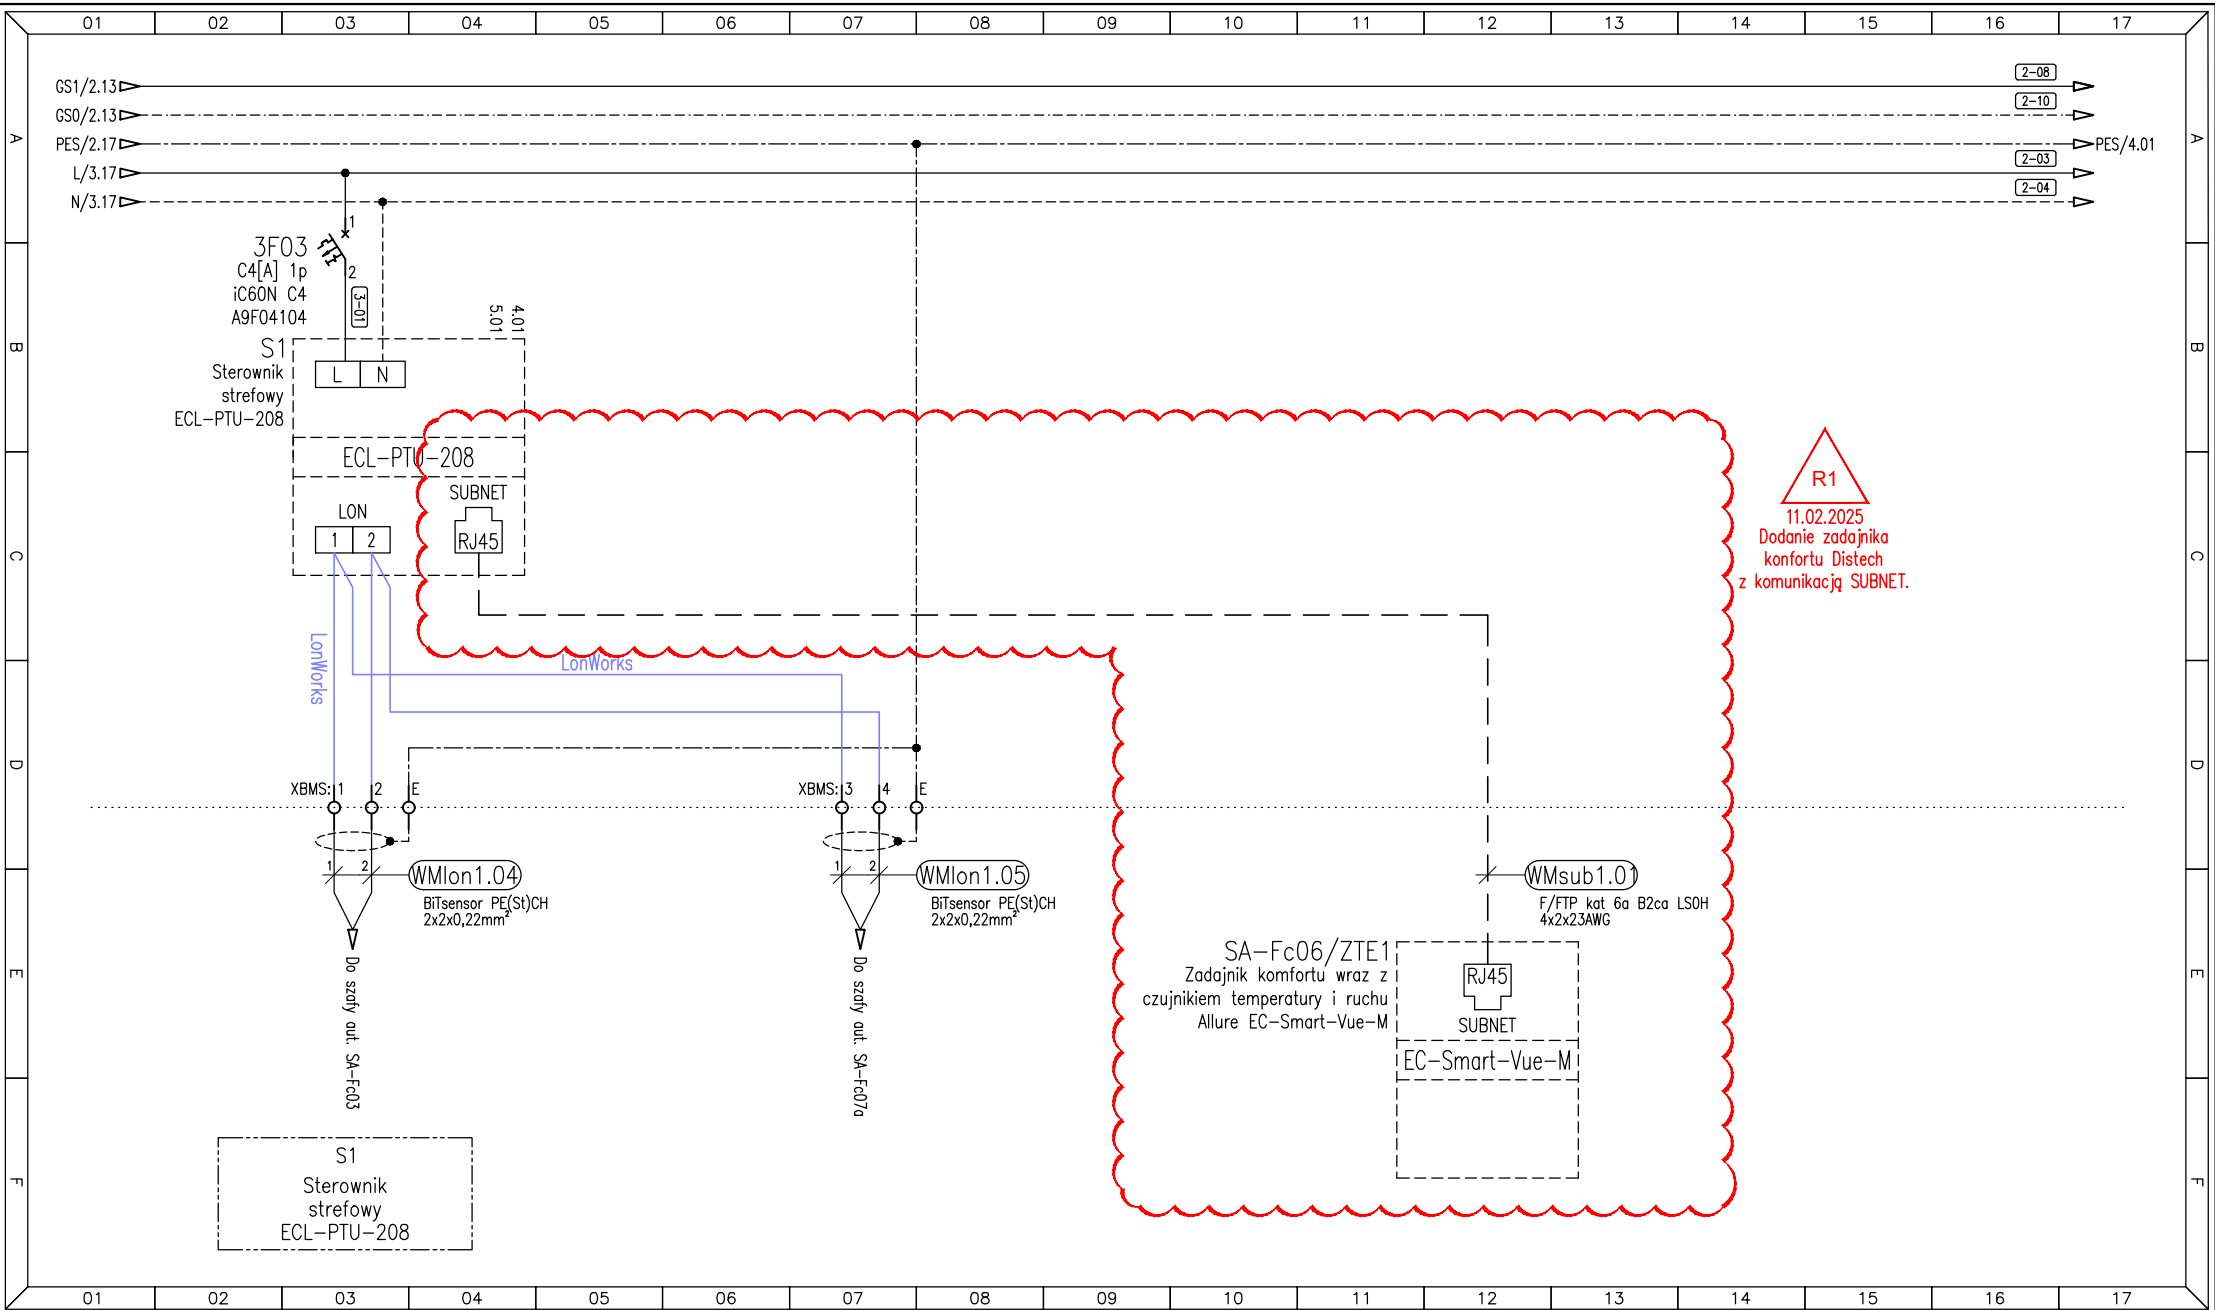 01 02 03 04 05 06 07 08 09 10 11 12 13 14 15 16 17
GS1/2.13
2-08
GS0/2.13
2-10
PES/2.17
PES/4.01
L/3.17
2-03
N/3.17
2-04
A
A
B
B
C
C
D
D
E
E
F
F
1
3F03
C4[A] 1p
iC60N C4
A9F04104
2
3-01
4.01
5.01
S1
Sterownik
strefowy
ECL-PTU-208
L N
ECL-PTU-208
SUBNET
RJ45
LON
1 2
R1
11.02.2025
Dodanie zadajnika
konfortu Distech
z komunikacją SUBNET.
LonWorks
LonWorks
XBMS: 1 2 E
XBMS: 3 4 E
1 2
WMlon1.04
BiTsensor PE(St)CH
2x2x0,22mm²
1 2
WMlon1.05
BiTsensor PE(St)CH
2x2x0,22mm²
WMsub1.01
F/FTP kat 6a B2ca LS0H
4x2x23AWG
Do szafy aut. SA-Fc03
Do szafy aut. SA-Fc07a
SA-Fc06/ZTE1
Zadajnik komfortu wraz z
czujnikiem temperatury i ruchu
Allure EC-Smart-Vue-M
RJ45
SUBNET
EC-Smart-Vue-M
S1
Sterownik
strefowy
ECL-PTU-208
01 02 03 04 05 06 07 08 09 10 11 12 13 14 15 16 17